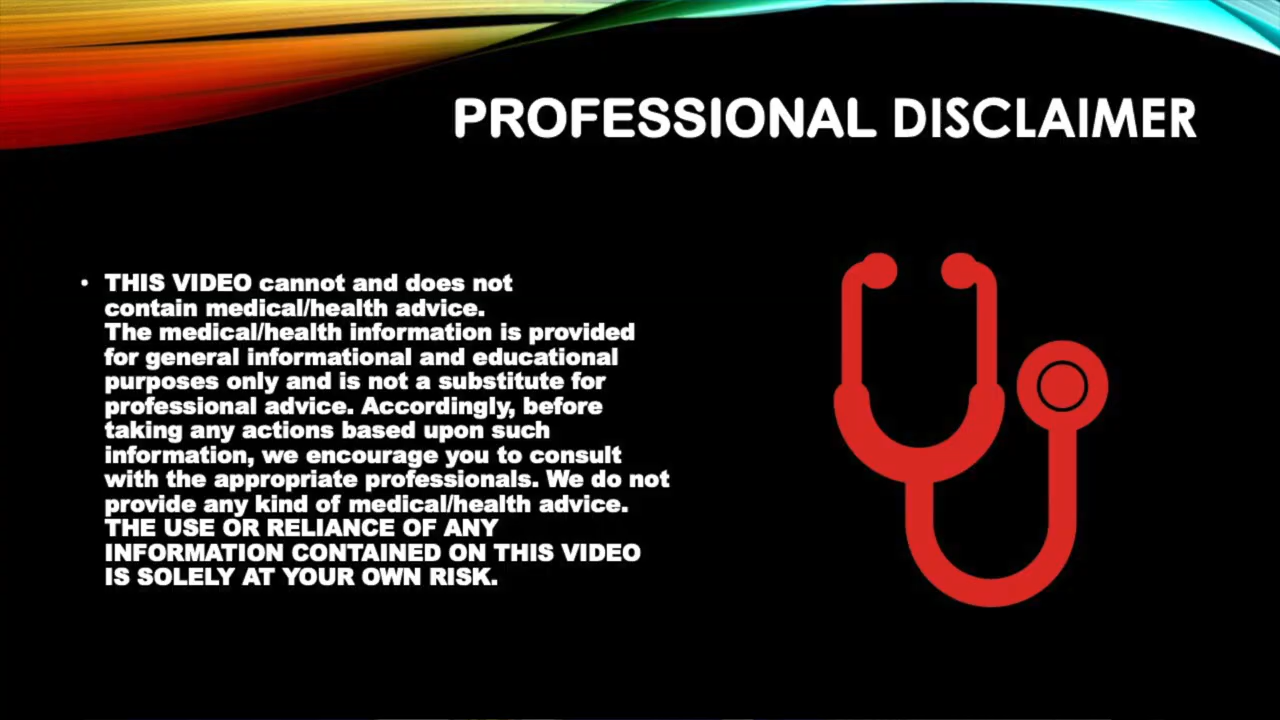 PROFESSIONAL DISCLAIMER
• THIS VIDEO cannot and does not
contain medical/health advice.
The medical/health information is provided
for general informational and educational
purposes only and is not a substitute for
professional advice. Accordingly, before
taking any actions based upon such
information, we encourage you to consult
with the appropriate professionals. We do not
provide any kind of medical/health advice.
THE USE OR RELIANCE OF ANY
INFORMATION CONTAINED ON THIS VIDEO
IS SOLELY AT YOUR OWN RISK.